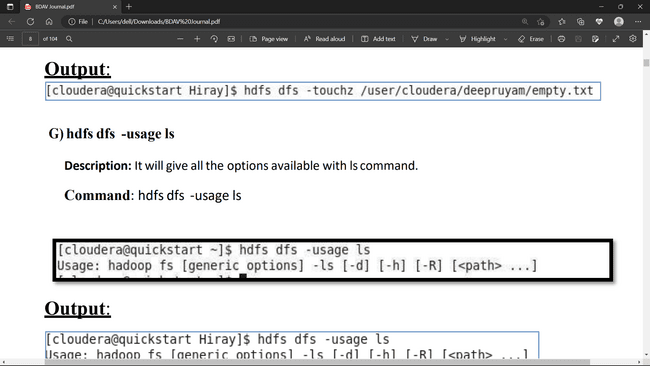 BDAV Journal.pdf
File
C:/Users/dell/Downloads/BDAV%20Journal.pdf
8 of 104
Page view
Read aloud
Add text
Draw
Highlight
Erase
Output:
[cloudera@quickstart Hiray]$ hdfs dfs -touchz /user/cloudera/deepruyam/empty.txt
G) hdfs dfs -usage ls
Description: It will give all the options available with ls command.
Command: hdfs dfs -usage ls
[cloudera@quickstart ~]$ hdfs dfs -usage ls
Usage: hadoop fs [generic options] -ls [-d] [-h] [-R] [<path> ...]
Output:
[cloudera@quickstart Hiray]$ hdfs dfs -usage ls
Usage: hadoop fs [generic options] -ls [-d] [-h] [-R] [<path> ...]